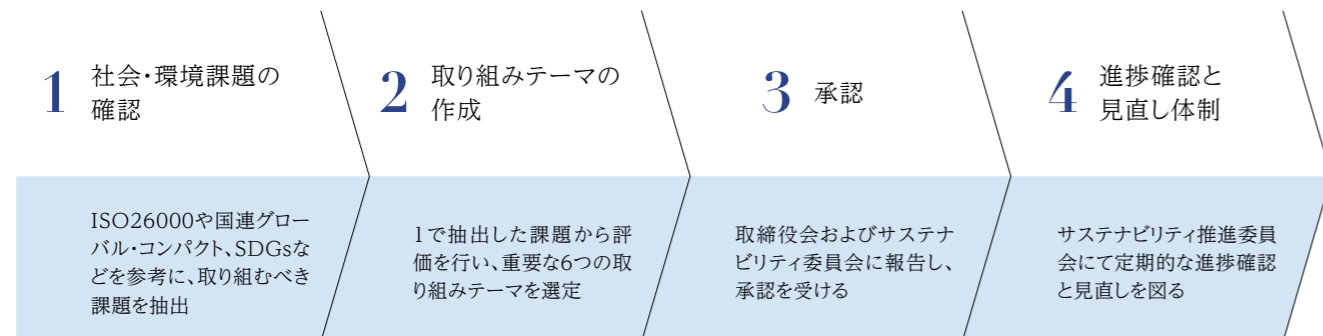 1
社会・環境課題の
確認
2
取り組みテーマの
作成
3
承認
4
進捗確認と
見直し体制
ISO26000や国連グロー
バル・コンパクト、SDGsな
どを参考に、取り組むべき
課題を抽出
1で抽出した課題から評
価を行い、重要な6つの取
り組みテーマを選定
取締役会およびサステナ
ビリティ委員会に報告し、
承認を受ける
サステナビリティ推進委員
会にて定期的な進捗確認
と見直しを図る